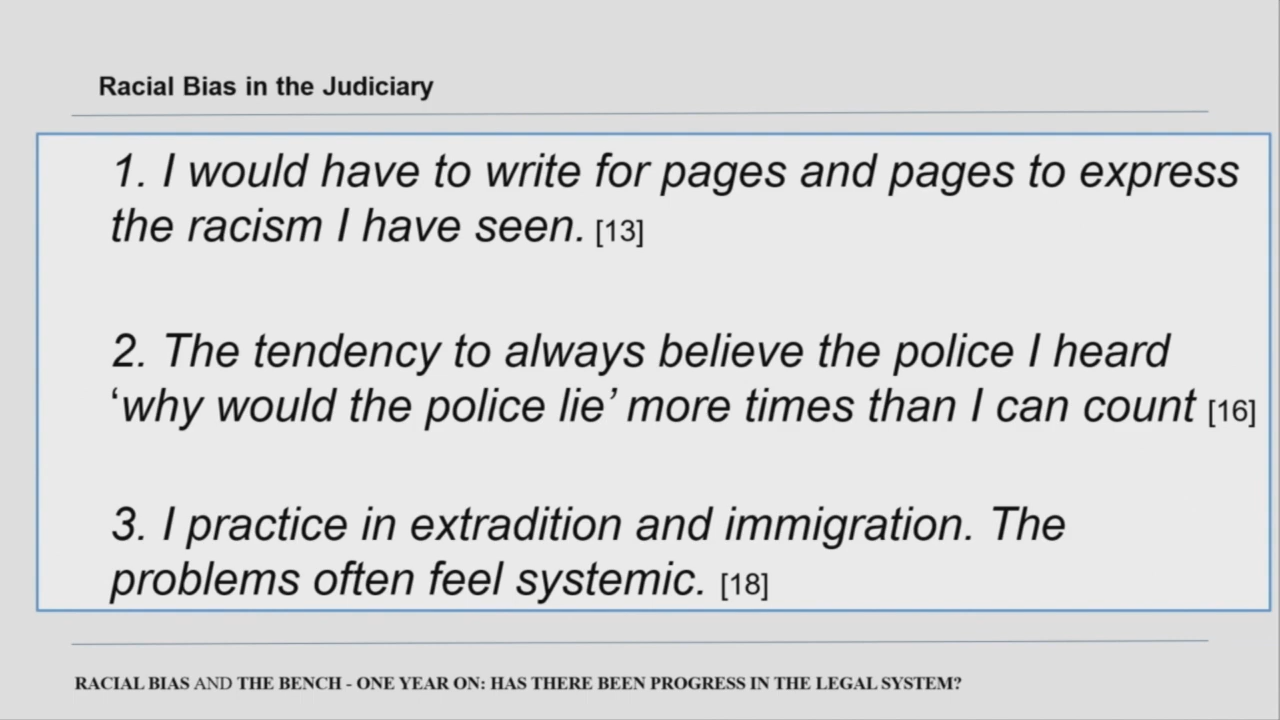 Racial Bias in the Judiciary
1. I would have to write for pages and pages to express
the racism I have seen. [13]
2. The tendency to always believe the police I heard
‘why would the police lie’ more times than I can count [16]
3. I practice in extradition and immigration. The
problems often feel systemic. [18]
RACIAL BIAS AND THE BENCH - ONE YEAR ON: HAS THERE BEEN PROGRESS IN THE LEGAL SYSTEM?